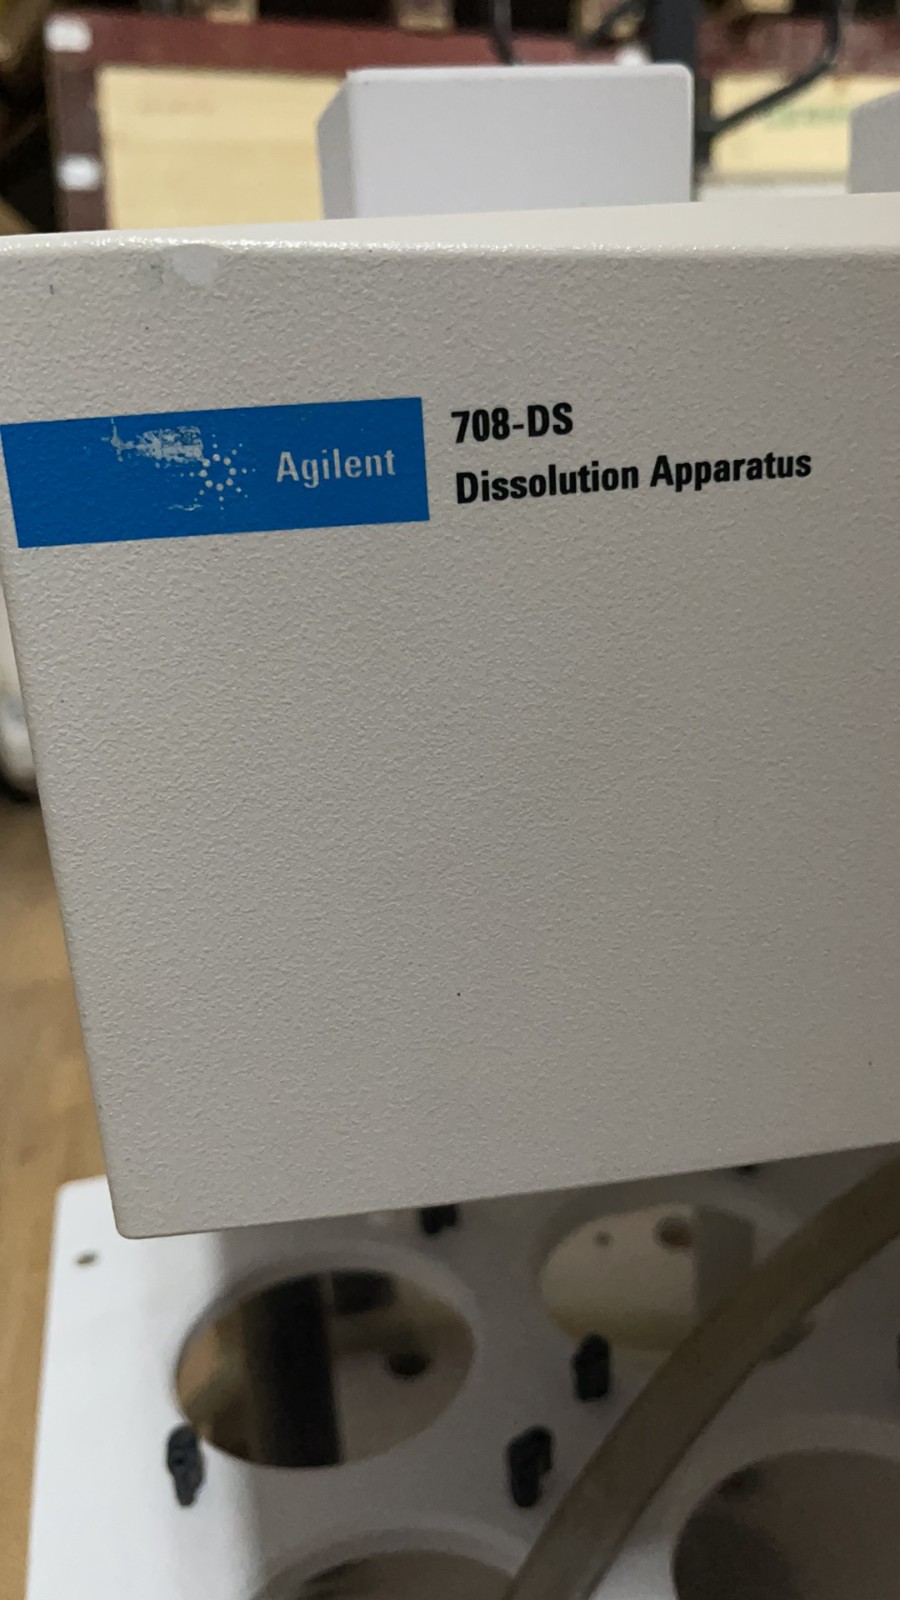 Agilent
708-DS
Dissolution Apparatus